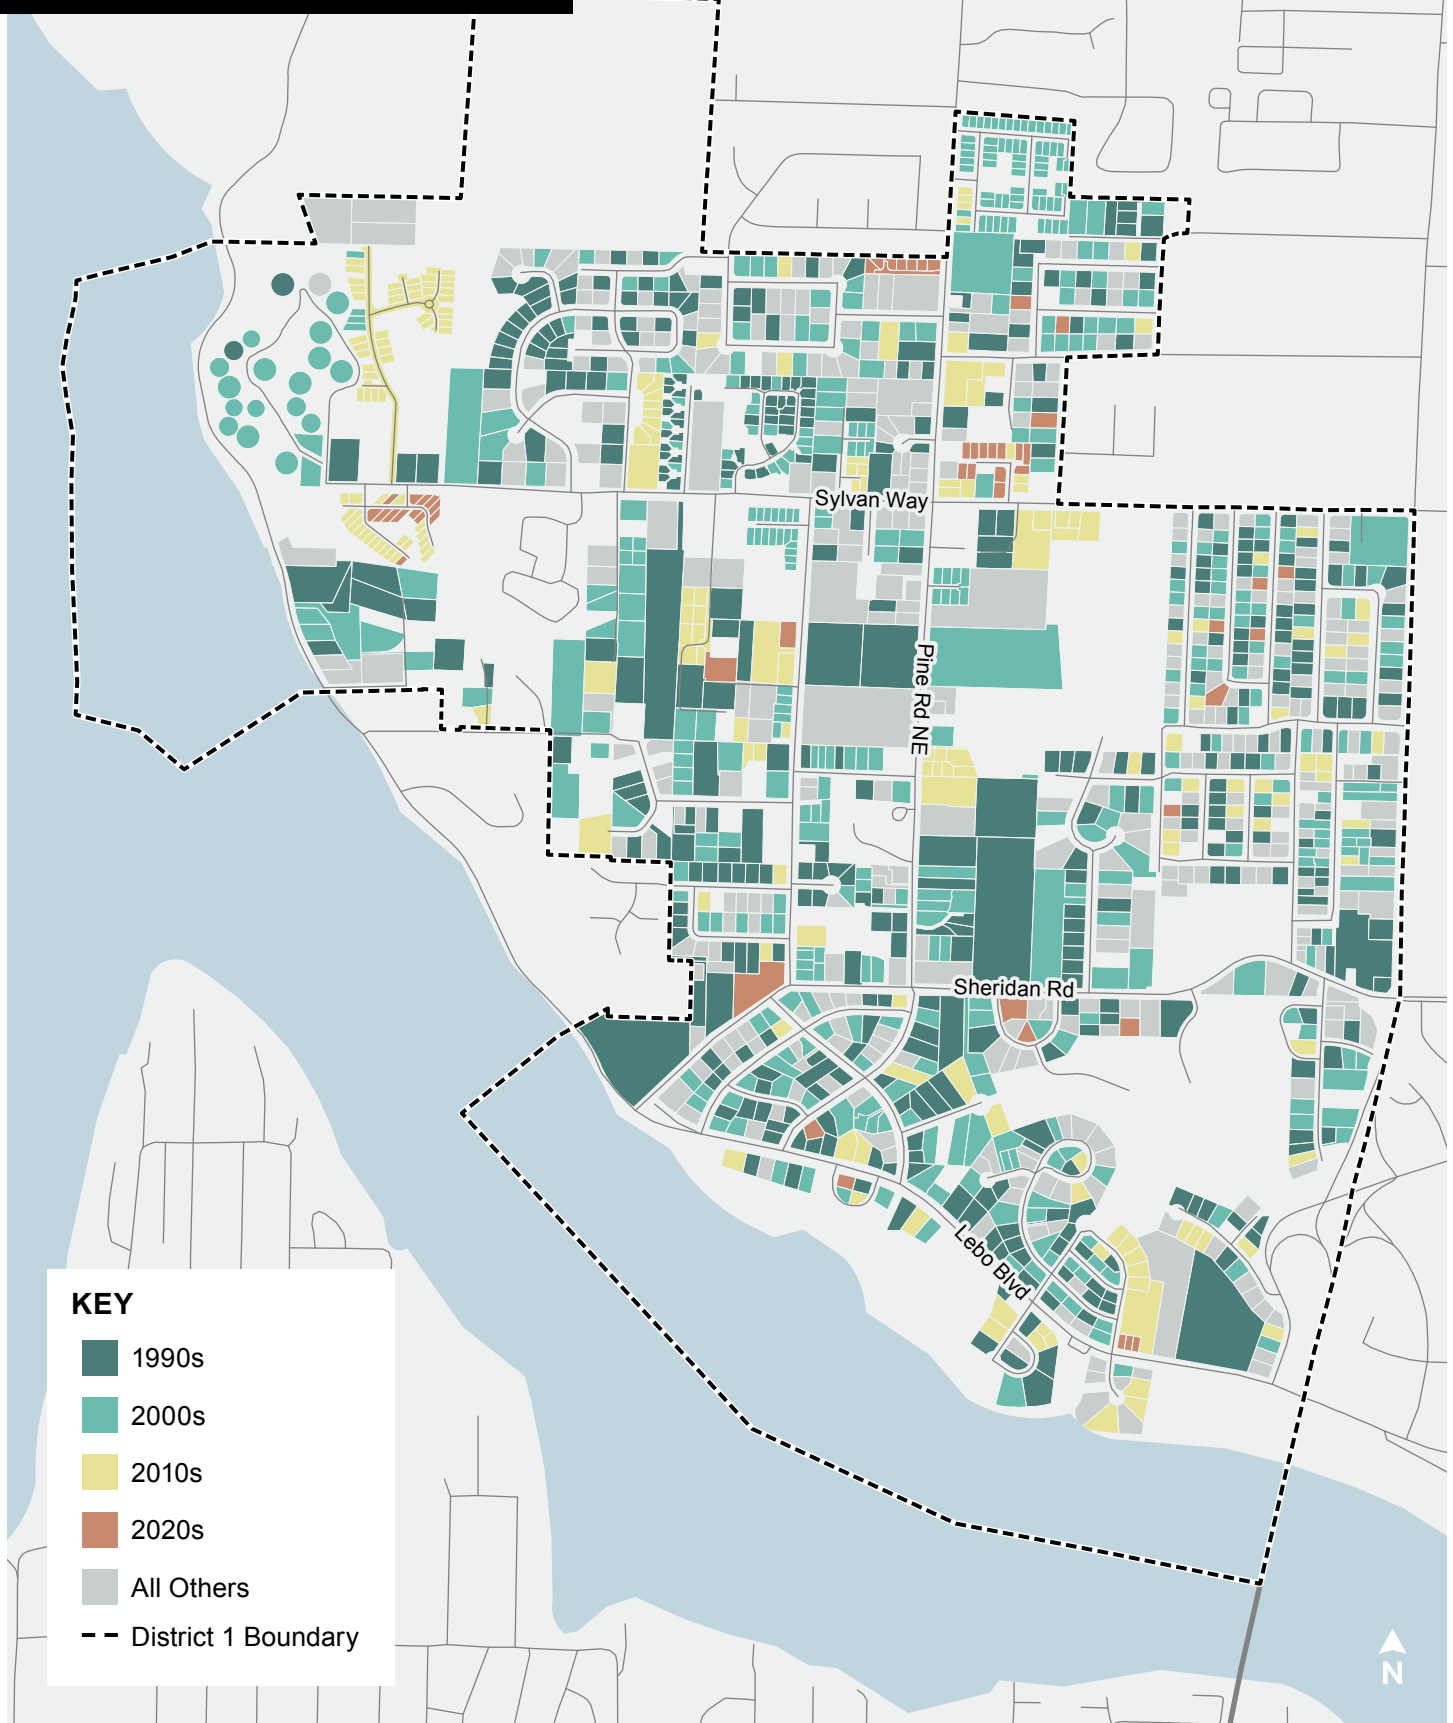 Sylvan Way
Pine Rd NE
Sheridan Rd
Lebo Blvd
KEY
1990s
2000s
2010s
2020s
All Others
District 1 Boundary
N